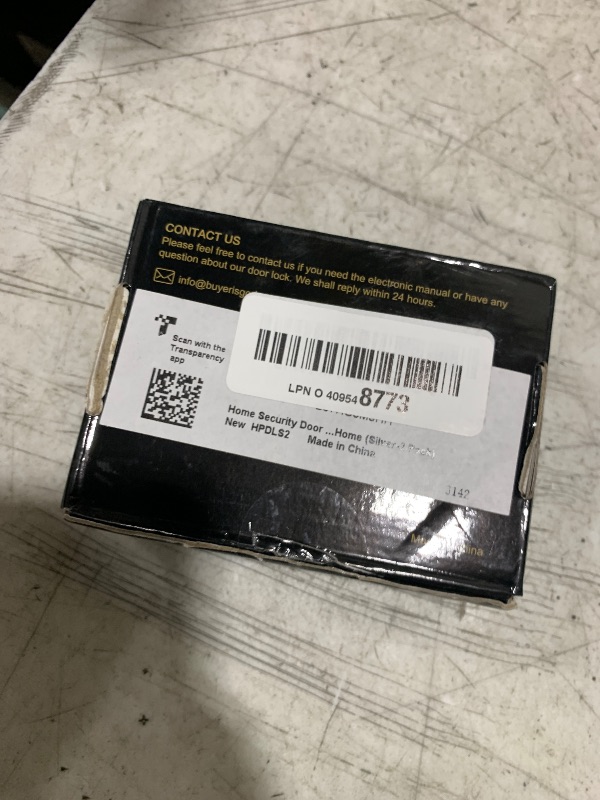 CONTACT US
Please feel free to contact us if you need the electronic manual or have any
question about our door lock. We shall reply within 24 hours.
info@buyerisgo
Scan with the
Transparency
app
LPN O 409548773
Home Security Door ...Home (Silver,
New HPDLS2 Made in China
3142